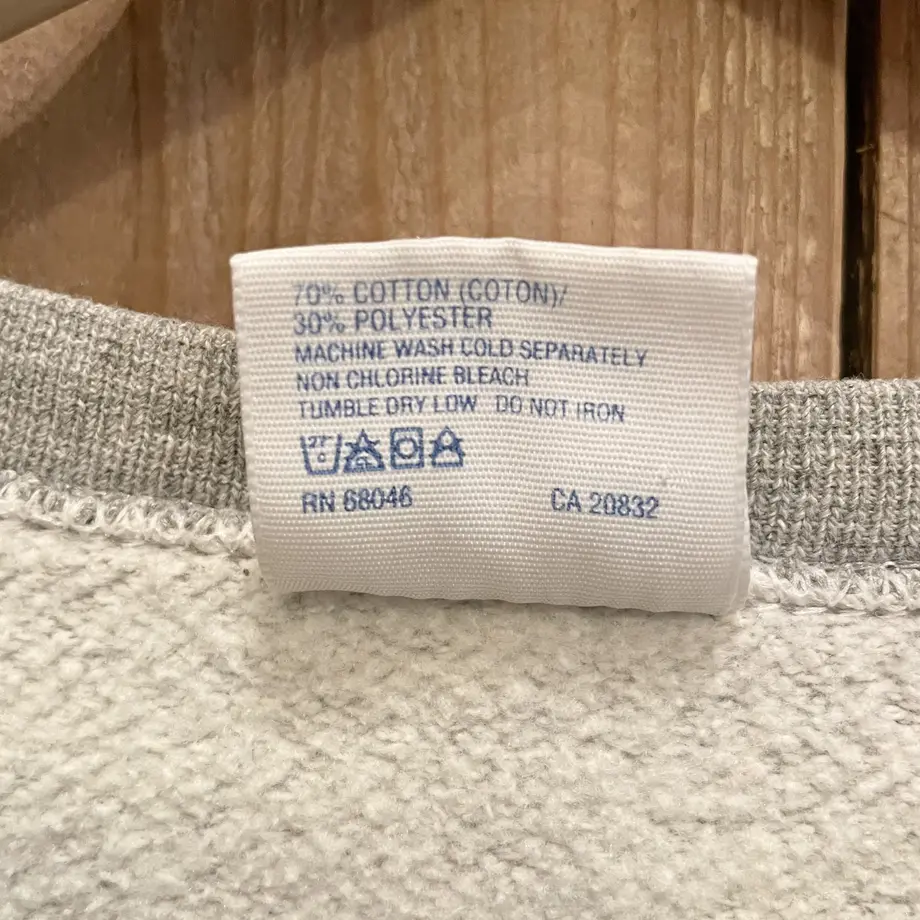 70% COTTON (COTON)/
30% POLYESTER
MACHINE WASH COLD SEPARATELY
NON CHLORINE BLEACH
TUMBLE DRY LOW DO NOT IRON
27°
RN 68046 CA 20832